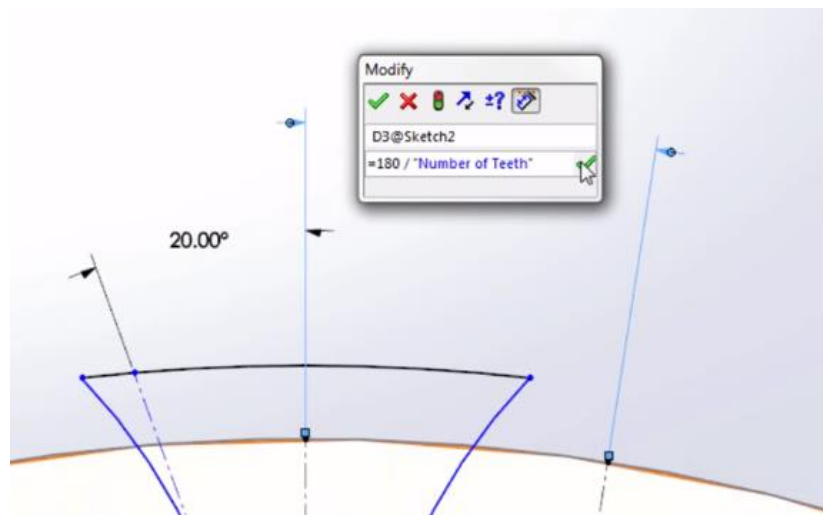 Modify
±?
D3@Sketch2
=180 / "Number of Teeth"
20.00°